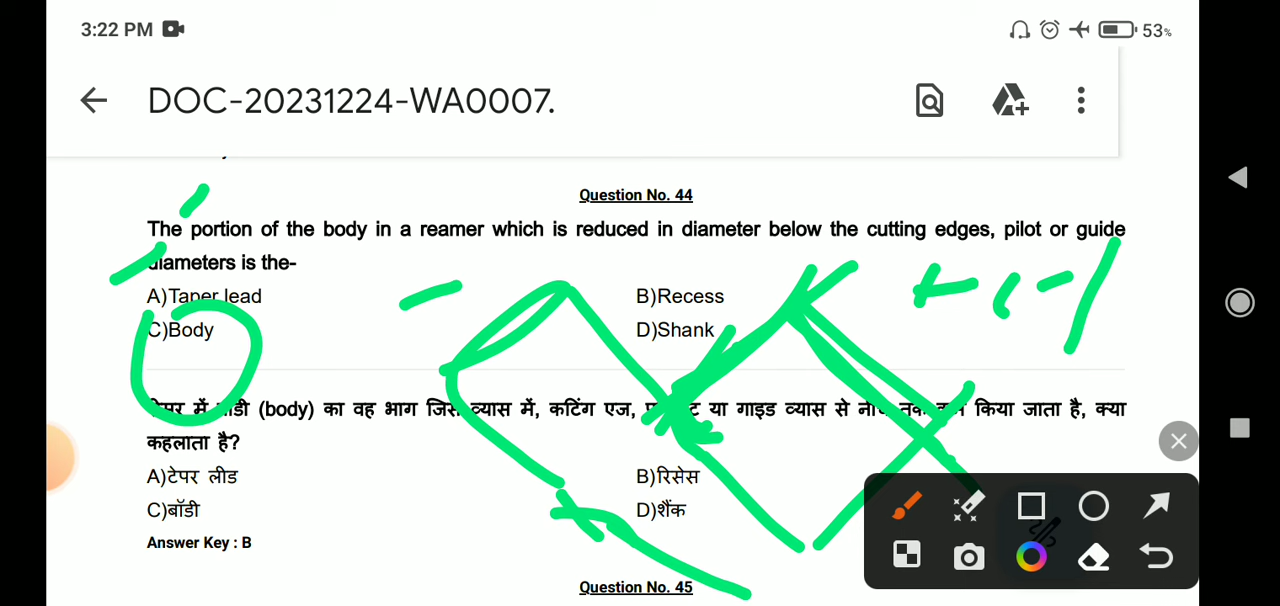 3:22 PM 53%
DOC-20231224-WA0007.
Question No. 44
The portion of the body in a reamer which is reduced in diameter below the cutting edges, pilot or guide
diameters is the-
A)Taper lead B)Recess
C)Body D)Shank
में बॉडी (body) का वह भाग जिसे व्यास में, कटिंग एज, या गाइड व्यास से किया जाता है, क्या
कहलाता है?
A)टेपर लीड B)रिसेस
C)बॉडी D)शैंक
Answer Key : B
Question No. 45